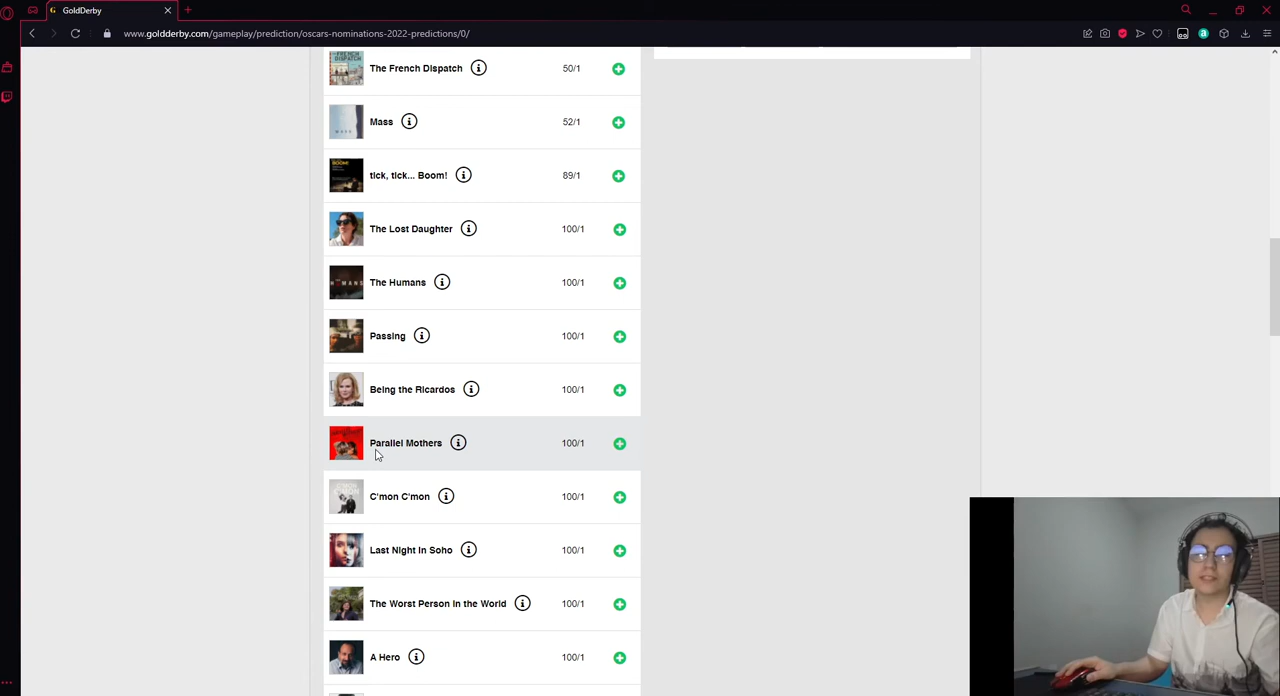 GoldDerby
www.goldderby.com/gameplay/prediction/oscars-nominations-2022-predictions/0/
The French Dispatch 50/1
Mass 52/1
tick, tick... Boom! 89/1
The Lost Daughter 100/1
The Humans 100/1
Passing 100/1
Being the Ricardos 100/1
Parallel Mothers 100/1
C'mon C'mon 100/1
Last Night in Soho 100/1
The Worst Person in the World 100/1
A Hero 100/1